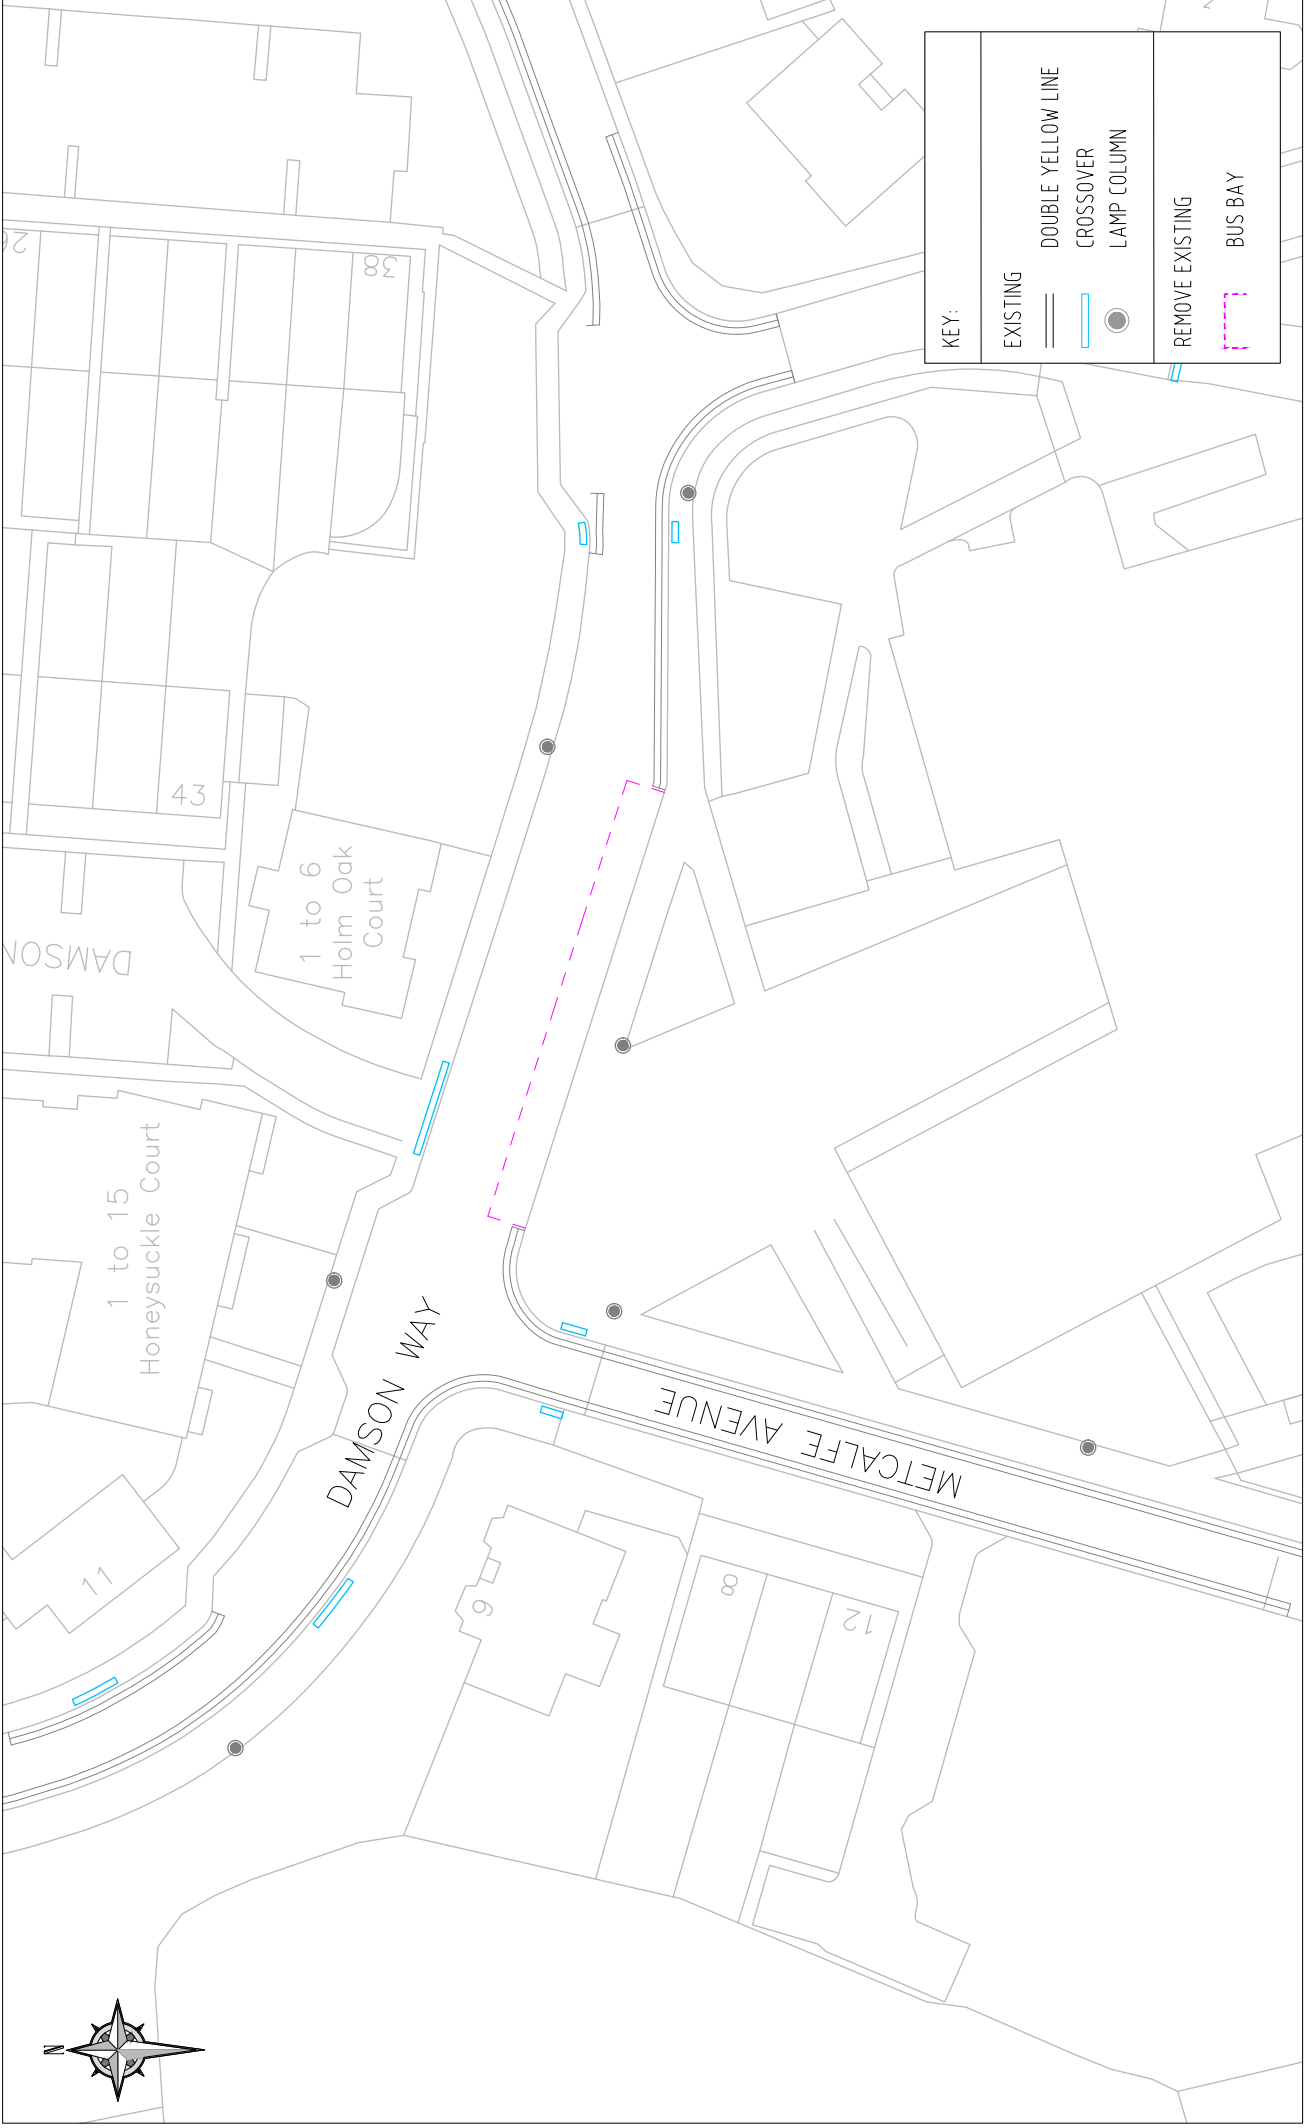 KEY:
EXISTING
DOUBLE YELLOW LINE
CROSSOVER
LAMP COLUMN
REMOVE EXISTING
BUS BAY
DAMSON WAY
METCALFE AVENUE
DAMSON
1 to 6
Holm Oak
Court
1 to 15
Honeysuckle Court
43
38
26
11
9
8
12
N